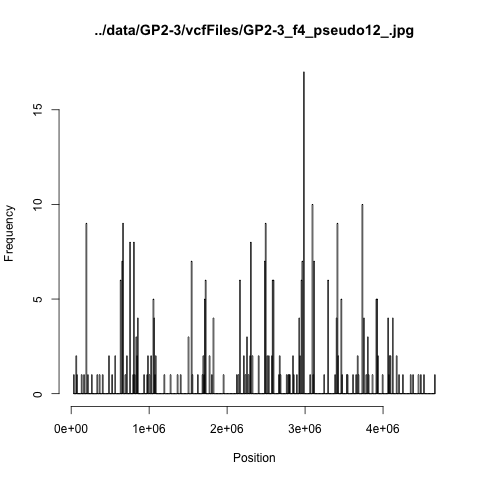 ../data/GP2-3/vcfFiles/GP2-3_f4_pseudo12_.jpg
Frequency
15
10
5
0
0e+00 1e+06 2e+06 3e+06 4e+06
Position